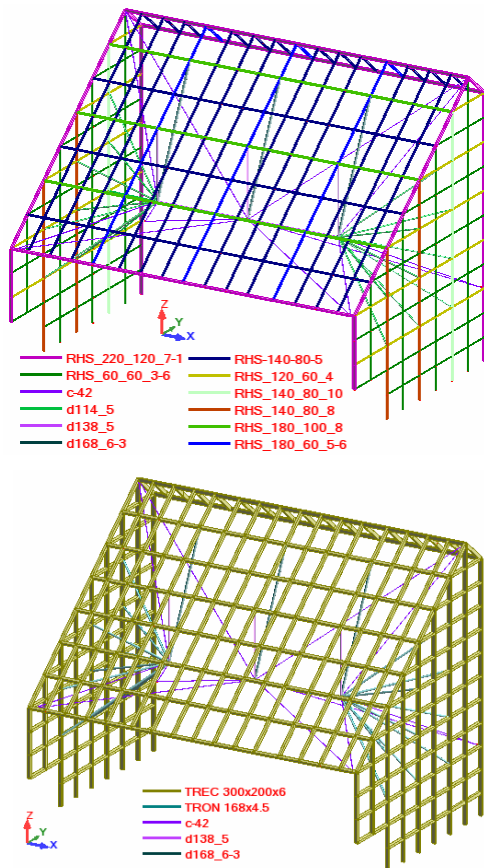 Z
Y
X
RHS_220_120_7-1 RHS-140-80-5
RHS_60_60_3-6 RHS_120_60_4
c-42 RHS_140_80_10
d114_5 RHS_140_80_8
d138_5 RHS_180_100_8
d168_6-3 RHS_180_60_5-6
TREC 300x200x6
TRON 168x4.5
Z
Y
X
c-42
d138_5
d168_6-3